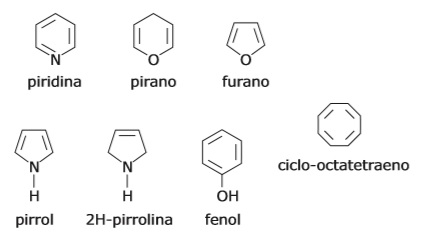 N
O
O
piridina
pirano
furano
N
H
N
H
OH
ciclo-octatetraeno
pirrol
2H-pirrolina
fenol